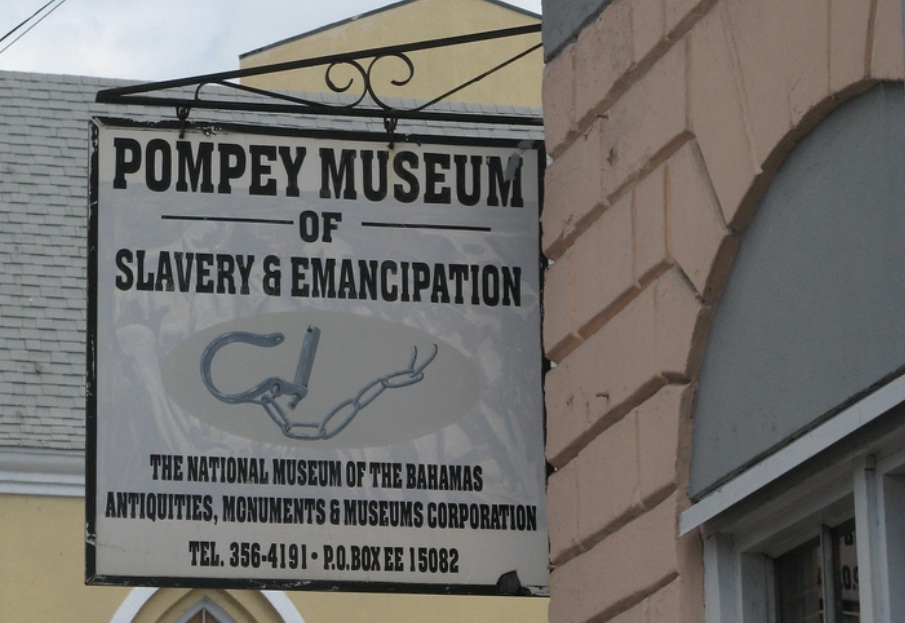 POMPEY MUSEUM
OF
SLAVERY & EMANCIPATION
THE NATIONAL MUSEUM OF THE BAHAMAS
ANTIQUITIES, MONUMENTS & MUSEUMS CORPORATION
TEL. 356-4191 • P.O.BOX EE 15082